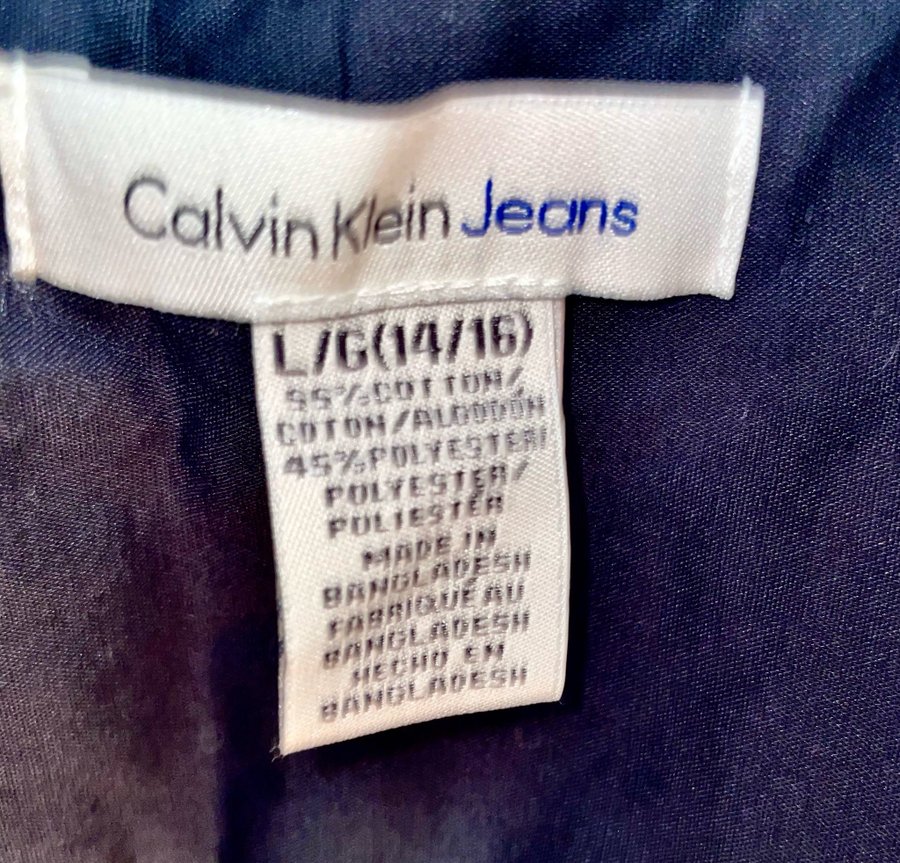 Calvin Klein Jeans
L/G(14/16)
55%COTTON/
COTON/ALGODÓN
45%POLYESTER/
POLYESTER/
POLIÉSTER
MADE IN
BANGLADESH
FABRIQUÉ AU
BANGLADESH
HECHO EN
BANGLADESH